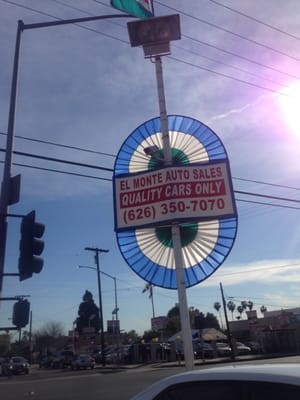 EL MONTE AUTO SALES
QUALITY CARS ONLY
(626) 350-7070